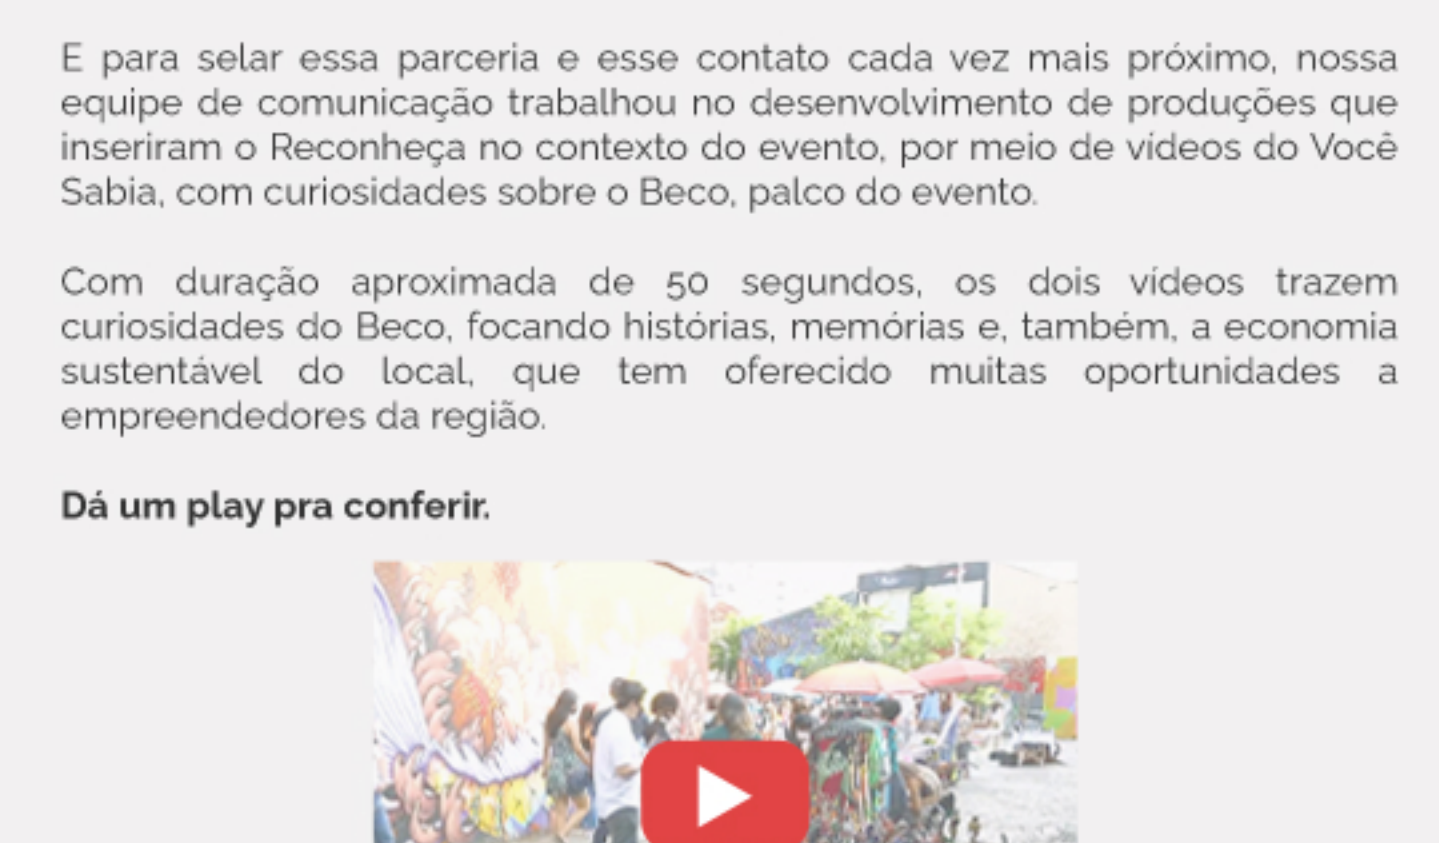 E para selar essa parceria e esse contato cada vez mais próximo, nossa
equipe de comunicação trabalhou no desenvolvimento de produções que
inseriram o Reconheça no contexto do evento, por meio de vídeos do Você
Sabia, com curiosidades sobre o Beco, palco do evento.
Com duração aproximada de 50 segundos, os dois vídeos trazem
curiosidades do Beco, focando histórias, memórias e, também, a economia
sustentável do local, que tem oferecido muitas oportunidades a
empreendedores da região.
Dá um play pra conferir.